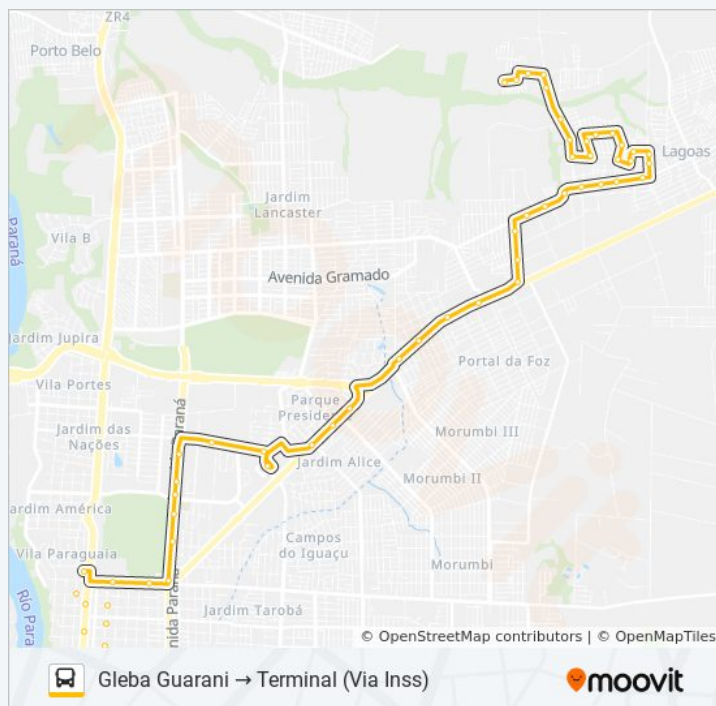 ZR4
Porto Belo
Lagoas
Jardim
Lancaster
Paraná
Vila B
Avenida Gramado
Jardim Jupira
Portal da Foz
Vila Portes
Parque
Presidente
Paraná
Jardim das
Nações
Morumbi III
Jardim Alice
Morumbi II
Jardim América
Campos
do Iguaçu
Vila Paraguaia
Morumbi
Río Para
Jardim Tarobá
nida Paraná
© OpenStreetMap contributors | © OpenMapTiles
Gleba Guarani → Terminal (Via Inss)
moovit